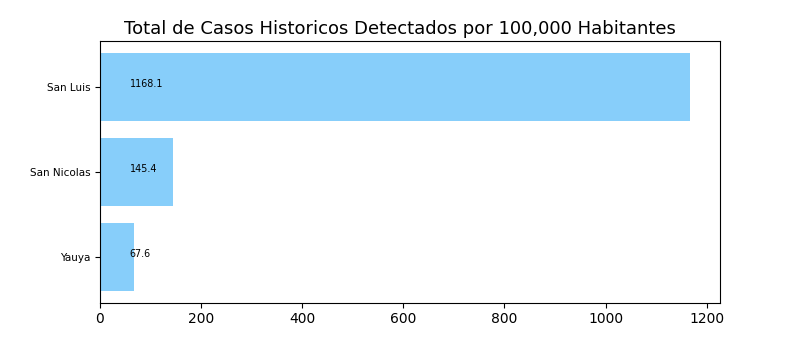 Total de Casos Historicos Detectados por 100,000 Habitantes
San Luis
1168.1
San Nicolas
145.4
Yauya
67.6
0 200 400 600 800 1000 1200